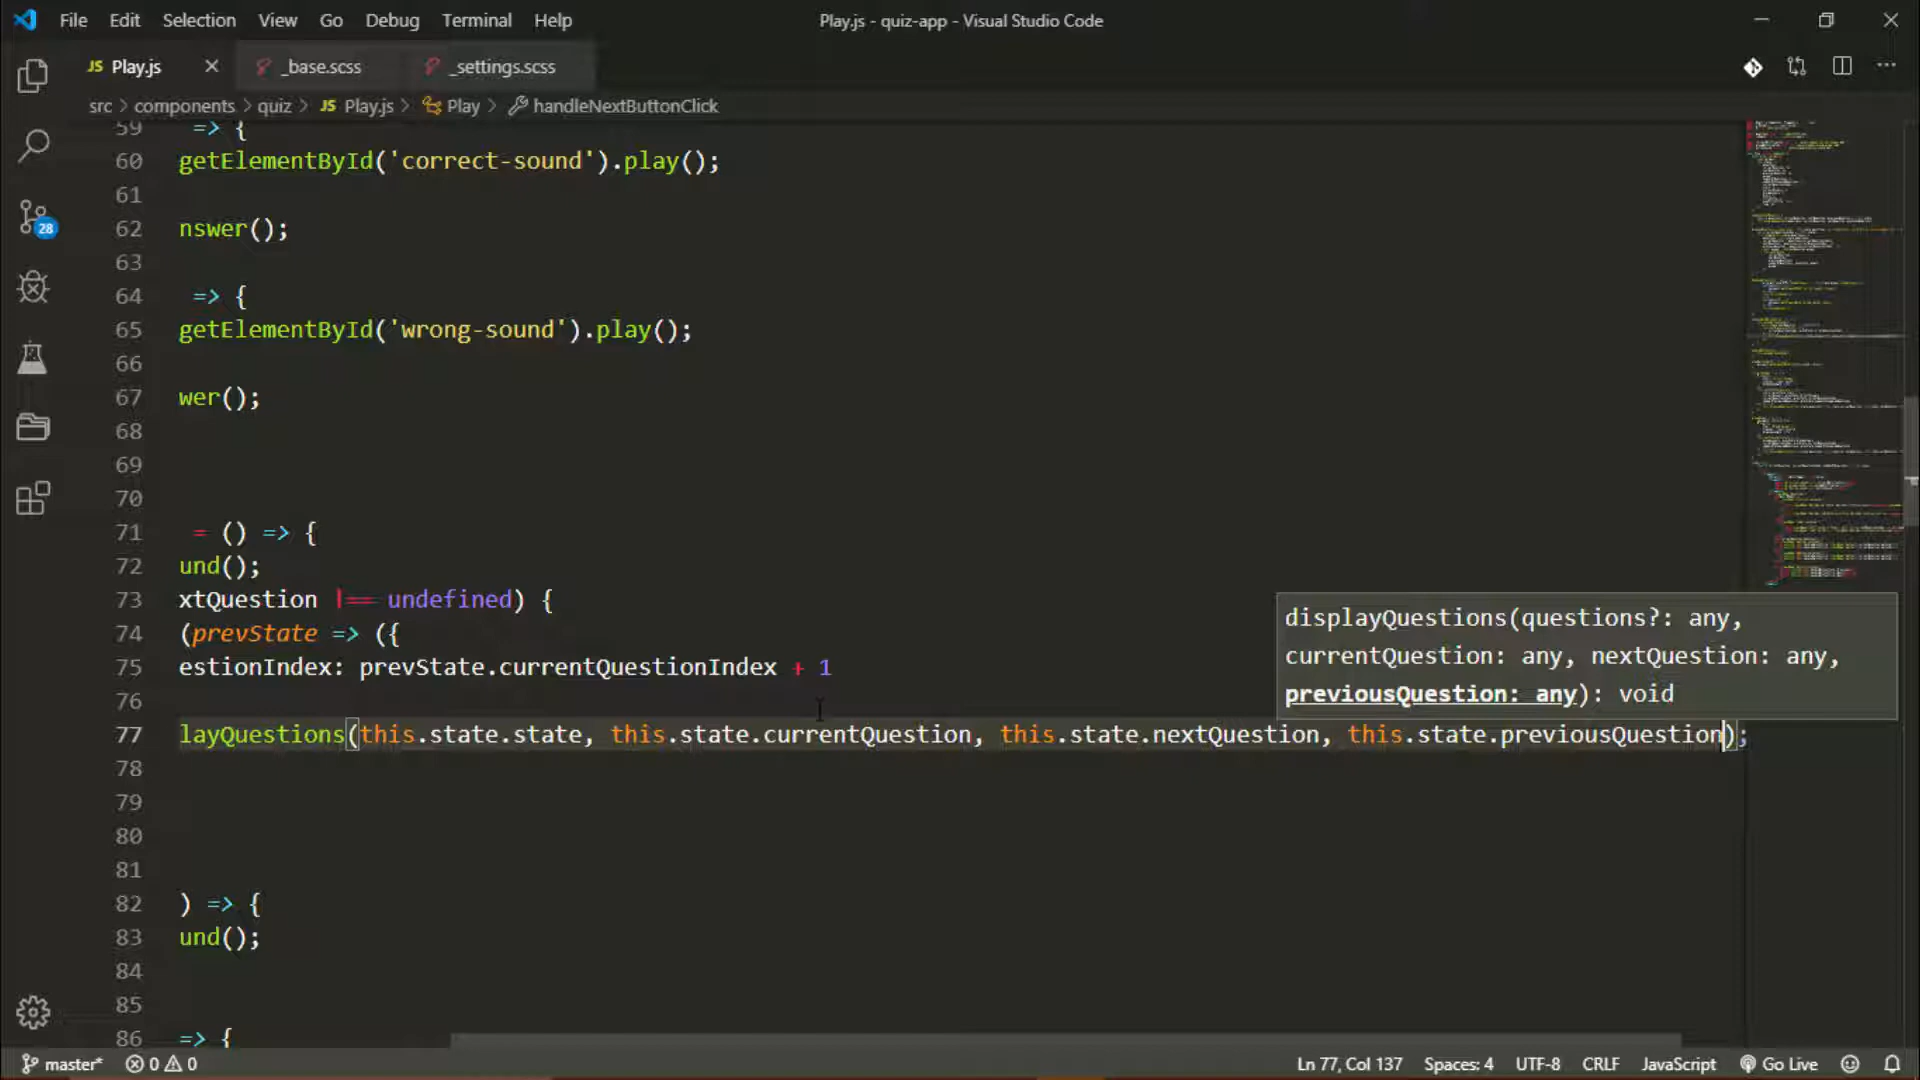 File Edit Selection View Go Debug Terminal Help
Play.js - quiz-app - Visual Studio Code
JS Play.js
_base.scss
_settings.scss
src > components > quiz > JS Play.js > Play > handleNextButtonClick
59 => {
60 getElementById('correct-sound').play();
61
62 nswer();
63
64 => {
65 getElementById('wrong-sound').play();
66
67 wer();
68
69
70
71 = () => {
72 und();
73 xtQuestion !== undefined) {
74 (prevState => ({
75 estionIndex: prevState.currentQuestionIndex + 1
76
77 layQuestions(this.state.state, this.state.currentQuestion, this.state.nextQuestion, this.state.previousQuestion);
displayQuestions(questions?: any,
currentQuestion: any, nextQuestion: any,
previousQuestion: any): void
78
79
80
81
82 ) => {
83 und();
84
85
86 => {
28
master* 0 0
Ln 77, Col 137 Spaces: 4 UTF-8 CRLF JavaScript Go Live